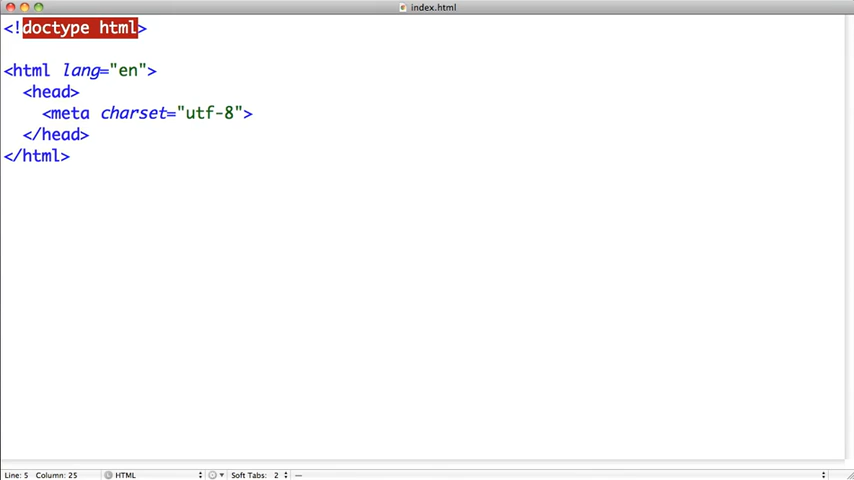 index.html
<!doctype html>
<html lang="en">
<head>
<meta charset="utf-8">
</head>
</html>
Line: 5 Column: 25 HTML Soft Tabs: 2 —